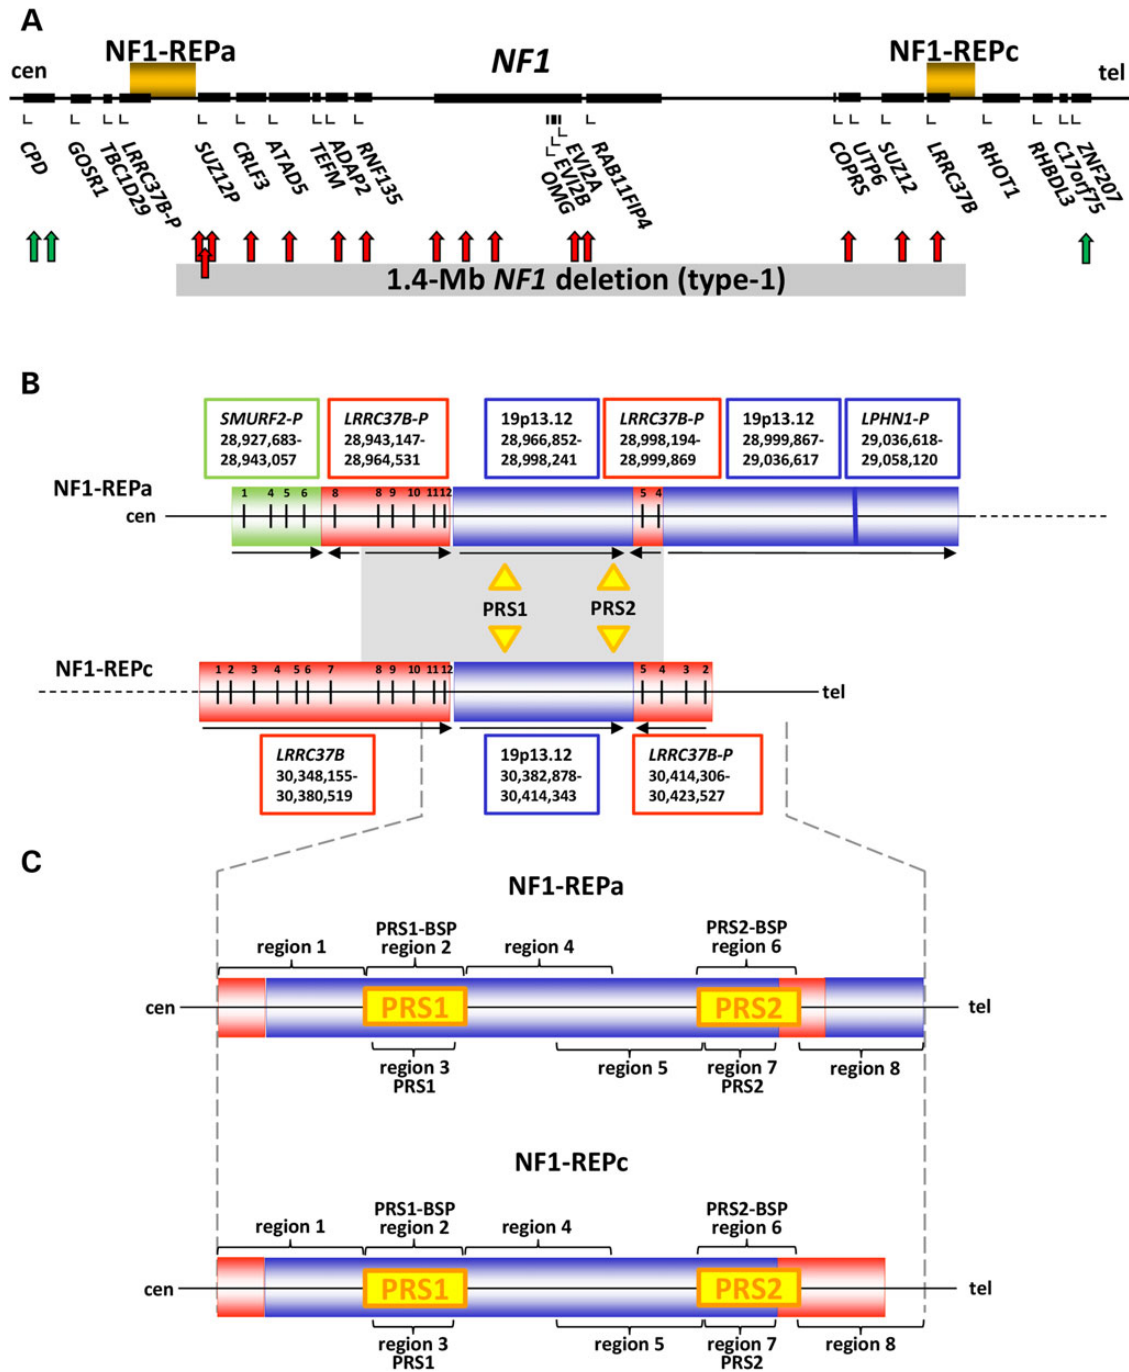 A
NF1-REPa
NF1
NF1-REPc
cen
tel
CPD
GOSR1
TBC1D29
LRRC37B-P
SUZ12P
CRLF3
ATAD5
TEFM
ADAP2
RNF135
OMG
EVI2B
EVI2A
RAB11FIP4
COPRS
UTP6
SUZ12
LRRC37B
RHOT1
RHBDL3
C17orf75
ZNF207
1.4-Mb NF1 deletion (type-1)
B
SMURF2-P
28,927,683-
28,943,057
LRRC37B-P
28,943,147-
28,964,531
19p13.12
28,966,852-
28,998,241
LRRC37B-P
28,998,194-
28,999,869
19p13.12
28,999,867-
29,036,617
LPHN1-P
29,036,618-
29,058,120
NF1-REPa
1 4 5 6 8 8 9 10 11 12 5 4
cen
PRS1 PRS2
NF1-REPc
1 2 3 4 5 6 7 8 9 10 11 12 5 4 3 2
tel
LRRC37B
30,348,155-
30,380,519
19p13.12
30,382,878-
30,414,343
LRRC37B-P
30,414,306-
30,423,527
C
NF1-REPa
PRS1-BSP PRS2-BSP
region 1 region 2 region 4 region 6
cen PRS1 PRS2 tel
region 3 region 5 region 7 region 8
PRS1 PRS2
NF1-REPc
PRS1-BSP PRS2-BSP
region 1 region 2 region 4 region 6
cen PRS1 PRS2 tel
region 3 region 5 region 7 region 8
PRS1 PRS2